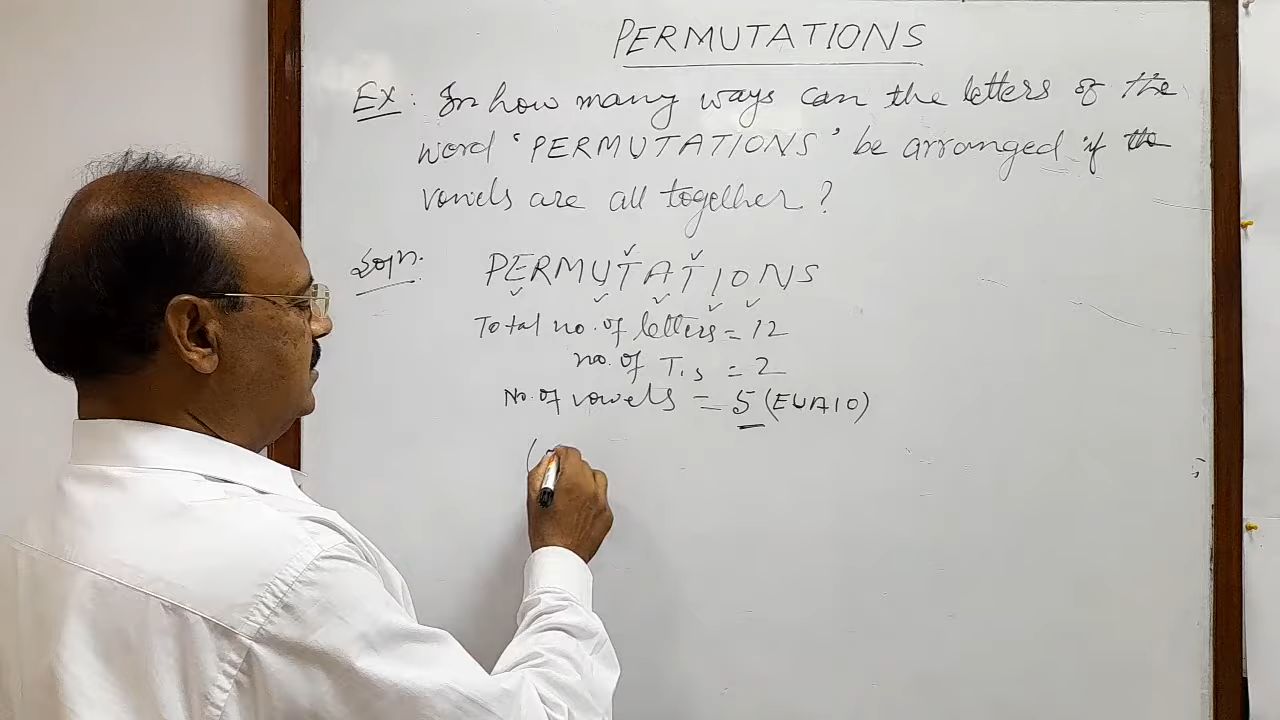 PERMUTATIONS
Ex: In how many ways can the letters of the
word 'PERMUTATIONS' be arranged if the
vowels are all together?
Soln. PERMUTATIONS
Total no. of letters = 12
no. of T's = 2
No. of vowels = 5 (EUAIO)
(